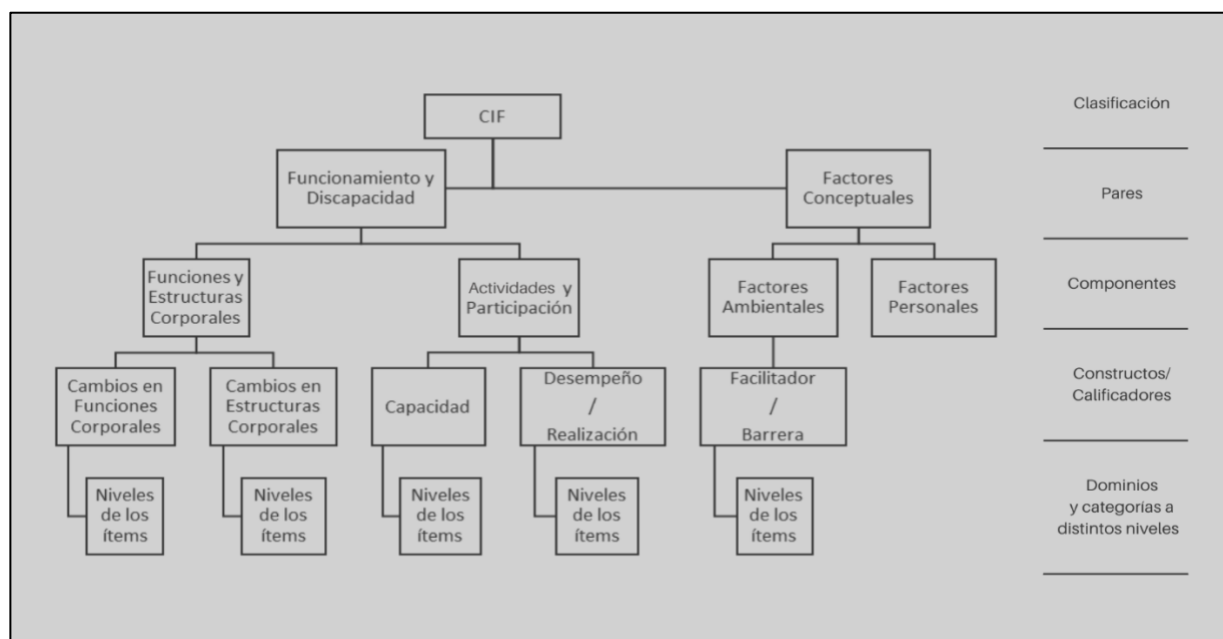 CIF
Clasificación
Funcionamiento y
Discapacidad
Factores
Conceptuales
Pares
Funciones y
Estructuras
Corporales
Actividades y
Participación
Factores
Ambientales
Factores
Personales
Componentes
Cambios en
Funciones
Corporales
Cambios en
Estructuras
Corporales
Capacidad
Desempeño
/
Realización
Facilitador
/
Barrera
Constructos/
Calificadores
Niveles
de los
ítems
Niveles
de los
ítems
Niveles
de los
ítems
Niveles
de los
ítems
Niveles
de los
ítems
Dominios
y categorías a
distintos niveles